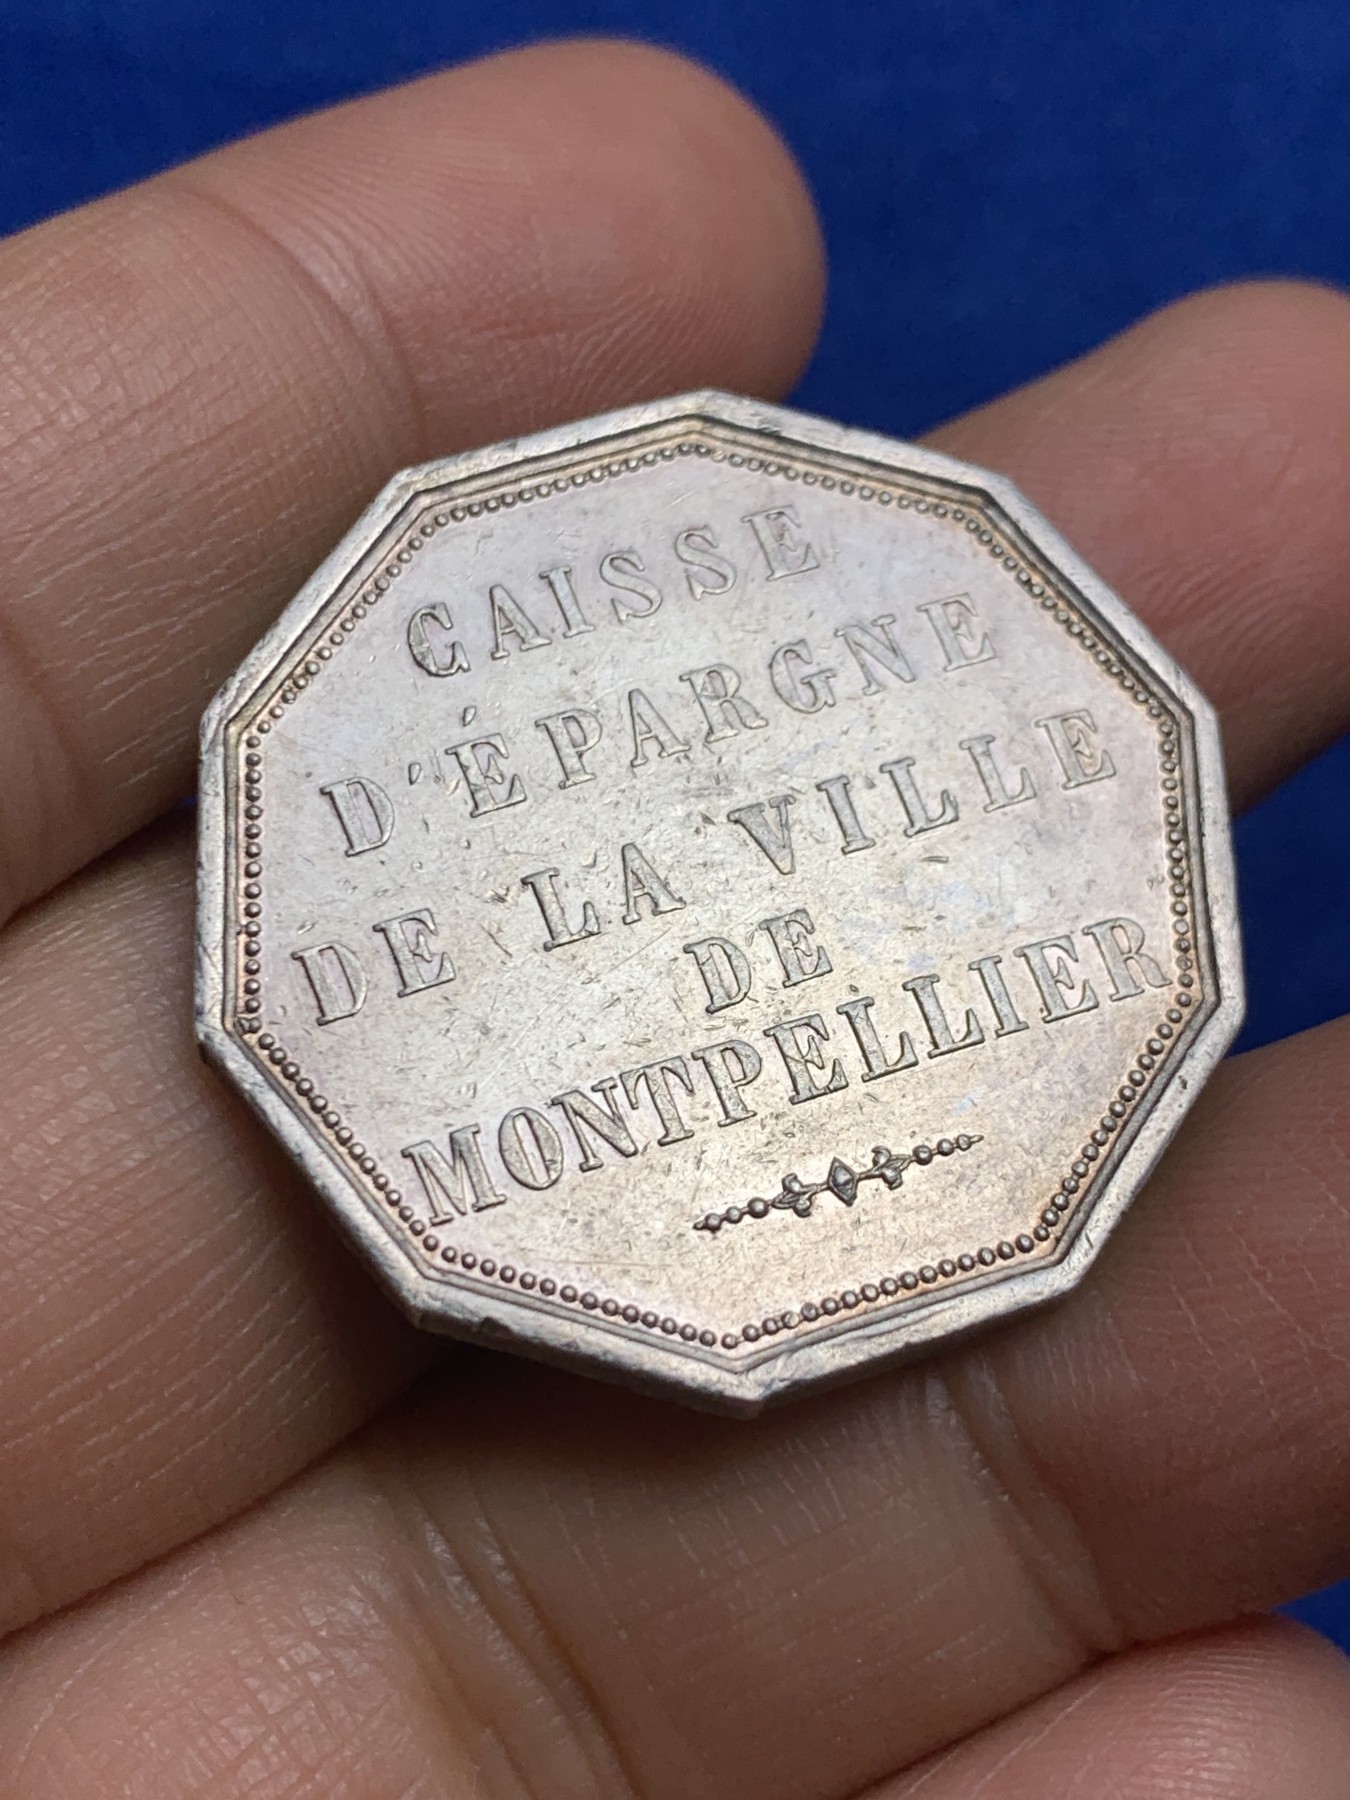 CAISSE
D'ÉPARGNE
DE LA VILLE
DE
MONTPELLIER